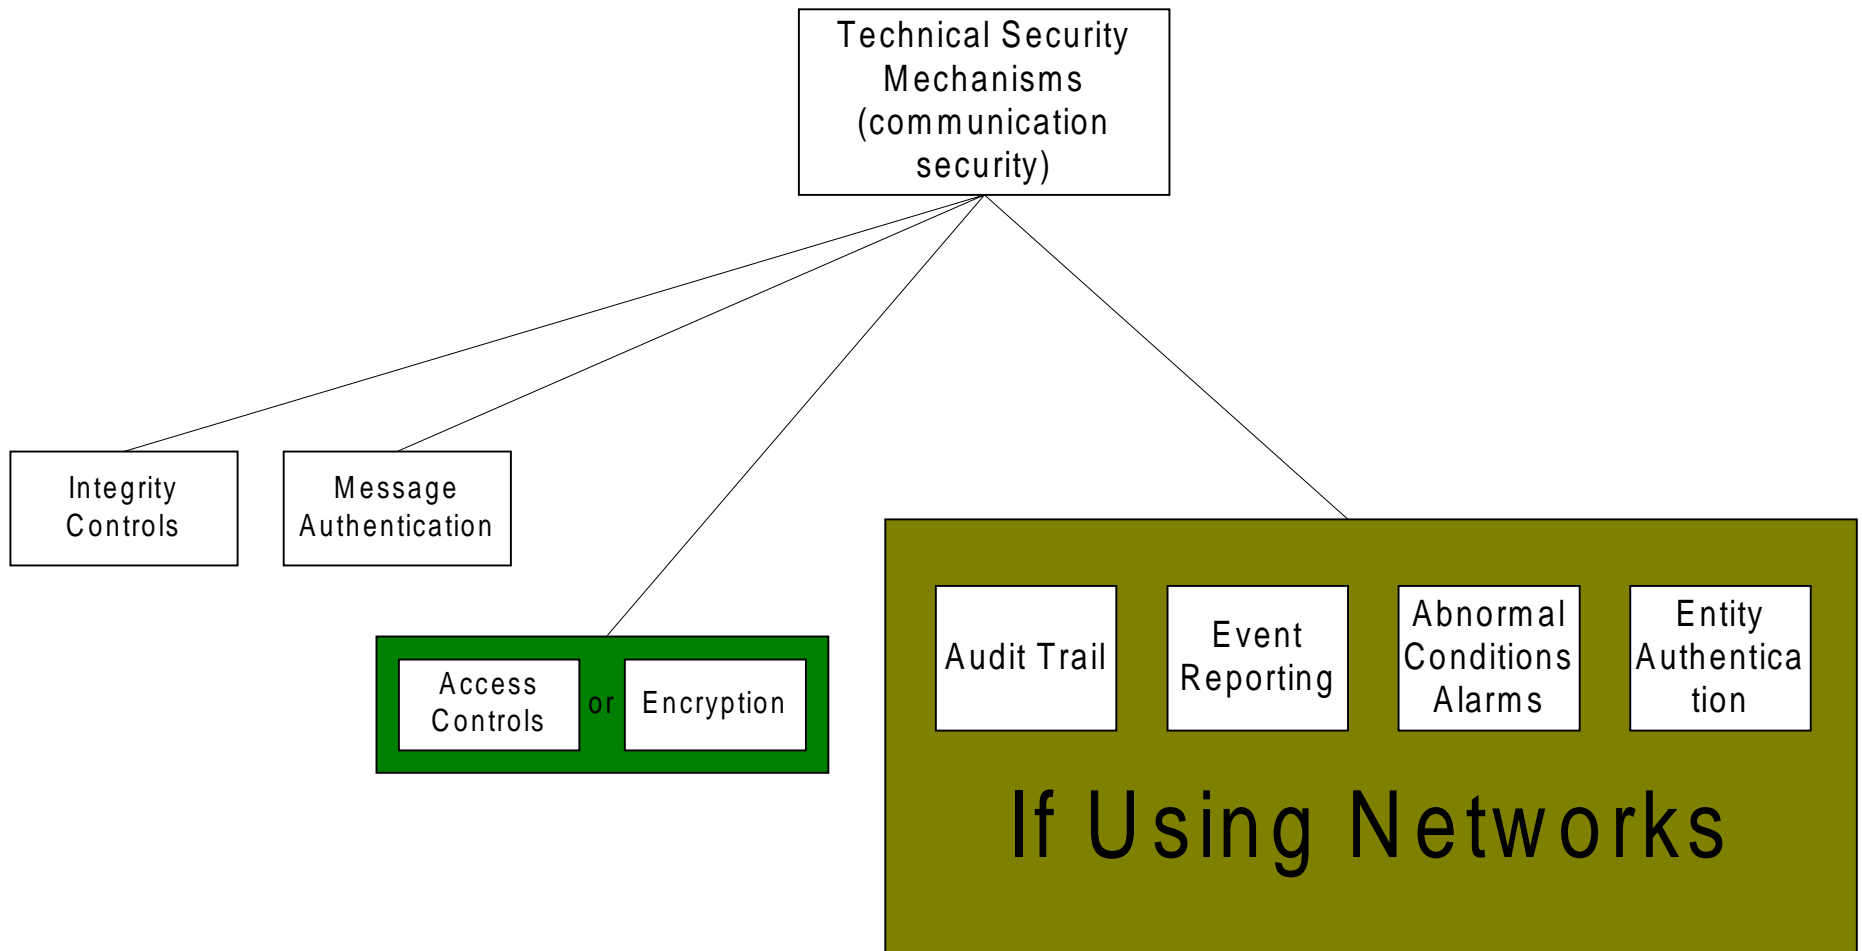 Technical Security
Mechanisms
(communication
security)
Integrity
Controls
Message
Authentication
Access
Controls
or
Encryption
Audit Trail
Event
Reporting
Abnormal
Conditions
Alarms
Entity
Authentica
tion
If Using Networks